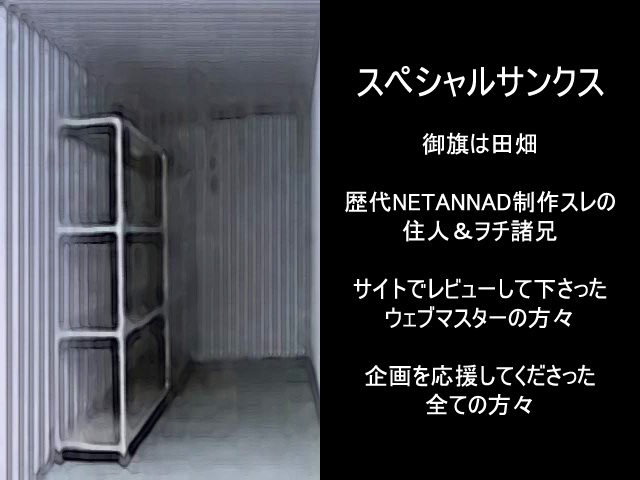 スペシャルサンクス
御旗は田畑
歴代NETANNAD制作スレの
住人＆ヲチ諸兄
サイトでレビューして下さった
ウェブマスターの方々
企画を応援してくださった
全ての方々